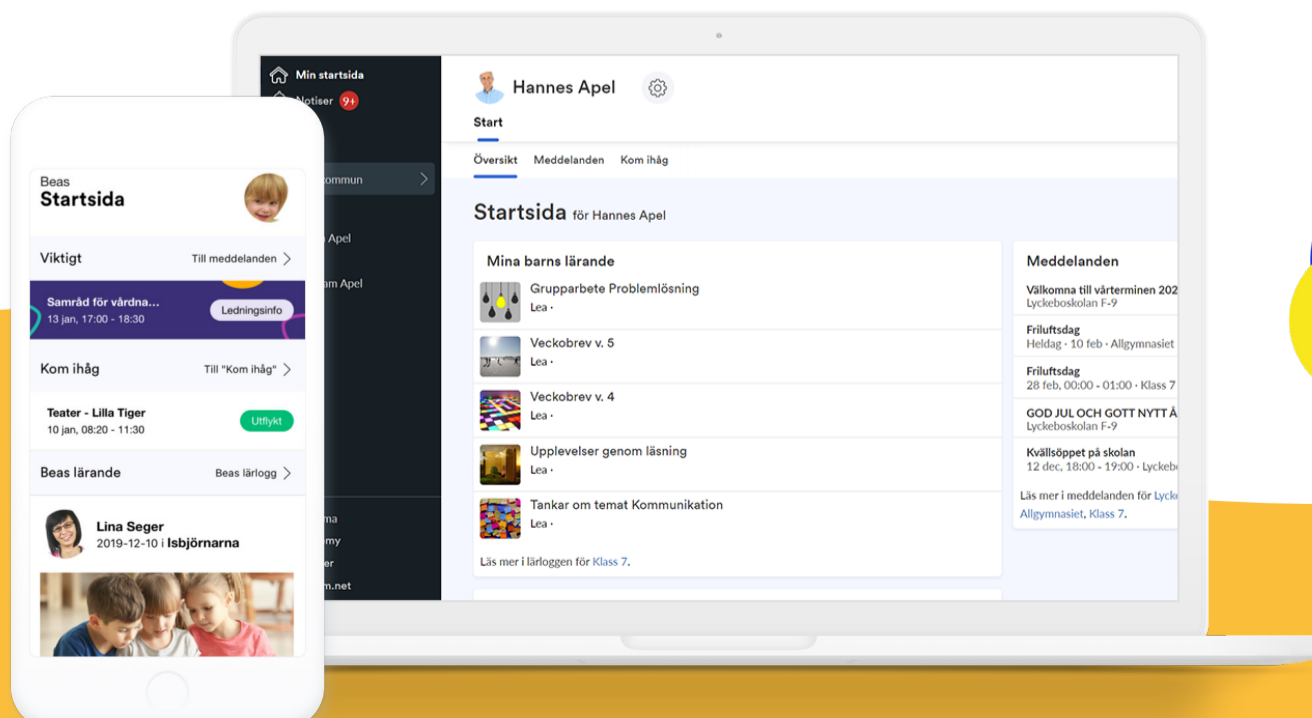 Beas
Startsida
Viktigt
Till meddelanden
Samråd för vårdna...
13 jan, 17:00 - 18:30
Ledningsinfo
Kom ihåg
Till "Kom ihåg"
Teater - Lilla Tiger
10 jan, 08:20 - 11:30
Utflykt
Beas lärande
Beas lärlogg
Lina Seger
2019-12-10 i Isbjörnarna
Min startsida
Notiser 9+
Apel
Apel
Hannes Apel
Start
Översikt Meddelanden Kom ihåg
Startsida för Hannes Apel
Mina barns lärande
Grupparbete Problemlösning
Lea ·
Veckobrev v. 5
Lea ·
Veckobrev v. 4
Lea ·
Upplevelser genom läsning
Lea ·
Tankar om temat Kommunikation
Lea ·
Läs mer i lärloggen för Klass 7.
Meddelanden
Välkomna till vårterminen 202
Lyckeboskolan F-9
Friluftsdag
Heldag · 10 feb · Allgymnasiet
Friluftsdag
28 feb, 00:00 - 01:00 · Klass 7
GOD JUL OCH GOTT NYTT Å
Lyckeboskolan F-9
Kvällsöppet på skolan
12 dec, 18:00 - 19:00 · Lyckeb
Läs mer i meddelanden för Lyck
Allgymnasiet, Klass 7.